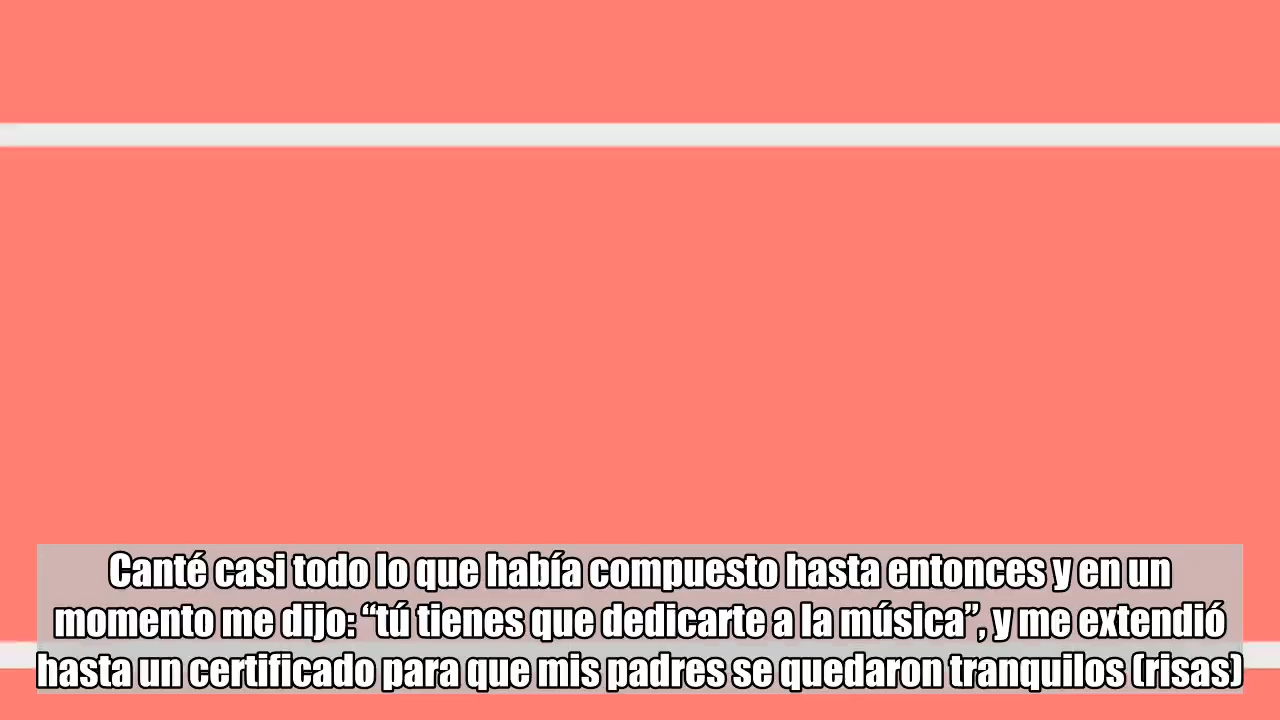 Canté casi todo lo que había compuesto hasta entonces y en un
momento me dijo: “tú tienes que dedicarte a la música”, y me extendió
hasta un certificado para que mis padres se quedaron tranquilos (risas)